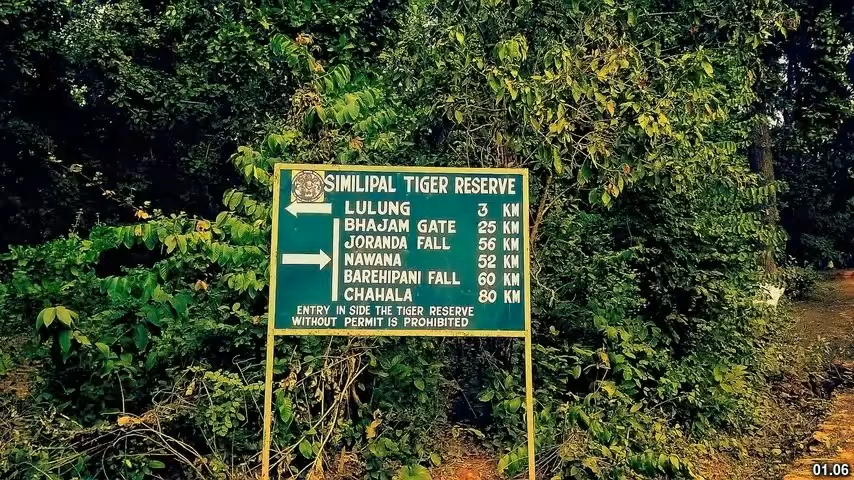 SIMILIPAL TIGER RESERVE
LULUNG 3 KM
BHAJAM GATE 25 KM
JORANDA FALL 56 KM
NAWANA 52 KM
BAREHIPANI FALL 60 KM
CHAHALA 80 KM
ENTRY IN SIDE THE TIGER RESERVE
WITHOUT PERMIT IS PROHIBITED
01.06